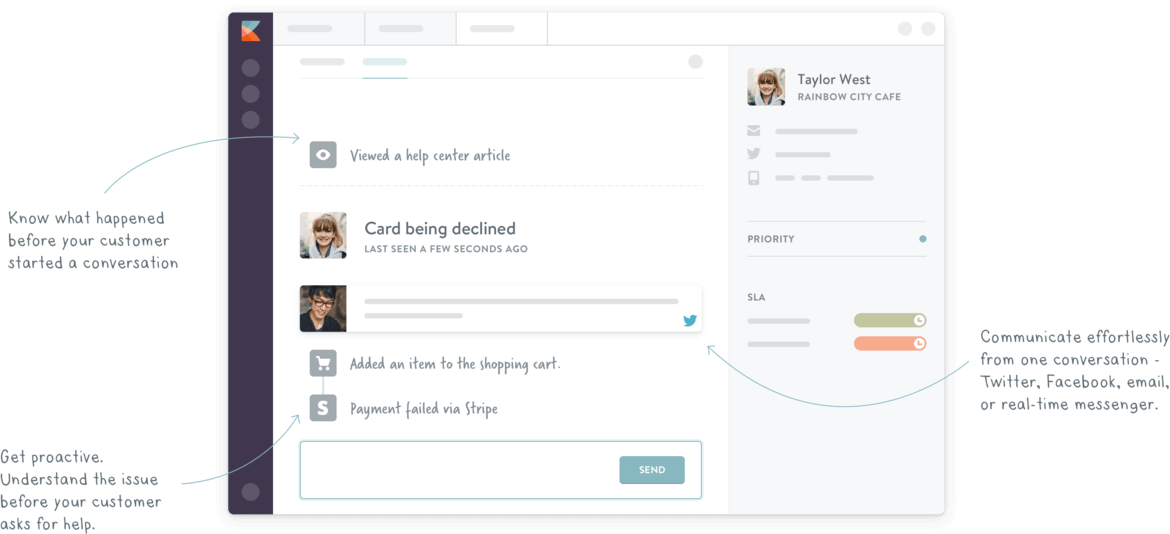 Taylor West
RAINBOW CITY CAFE
Viewed a help center article
Know what happened
before your customer
started a conversation
Card being declined
LAST SEEN A FEW SECONDS AGO
PRIORITY
SLA
Communicate effortlessly
from one conversation -
Twitter, Facebook, email,
or real-time messenger.
Added an item to the shopping cart.
S
Payment failed via Stripe
Get proactive.
Understand the issue
before your customer
asks for help.
SEND